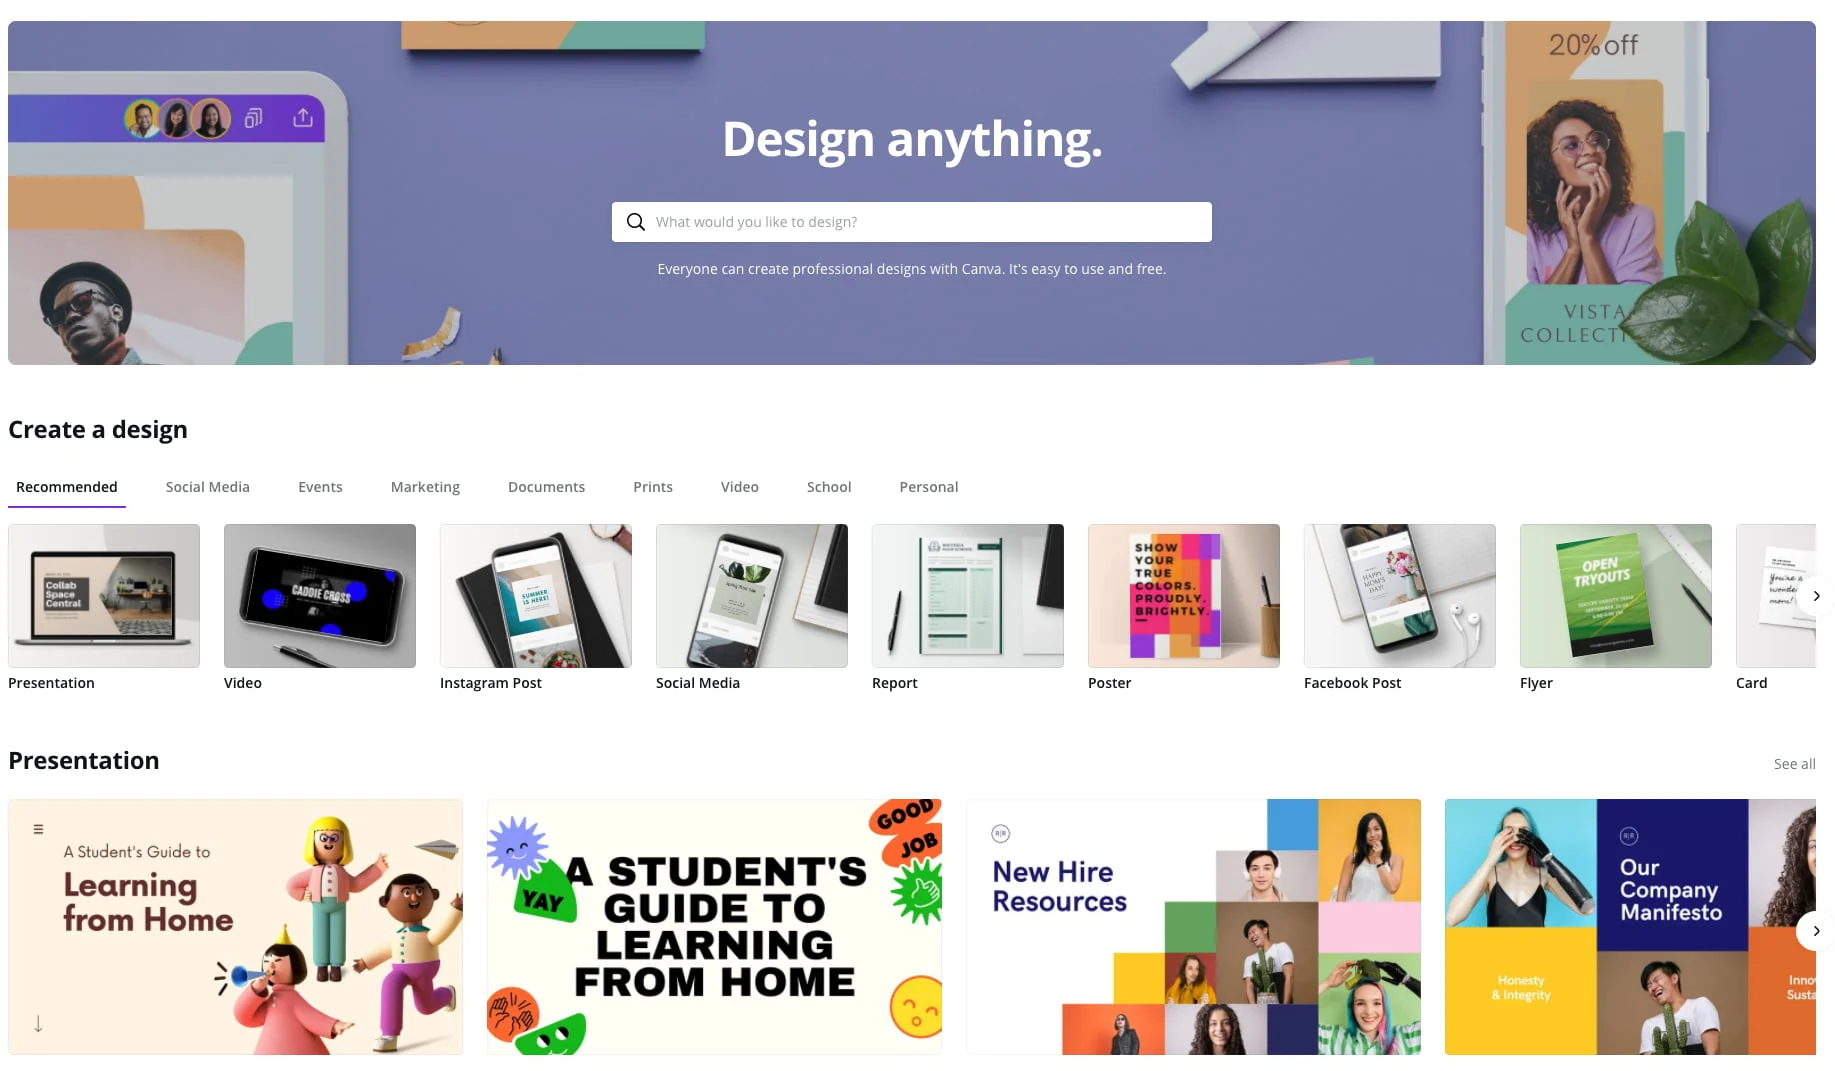 20% off
Design anything.
What would you like to design?
Everyone can create professional designs with Canva. It's easy to use and free.
VISTA
COLLECTI
Create a design
Recommended
Social Media
Events
Marketing
Documents
Prints
Video
School
Personal
Collab
Space
Central
CADDIE CROSS
SUMMER
IS HERE!
SHOW
YOUR
TRUE
COLORS.
PROUDLY.
BRIGHTLY.
HAPPY
MOM'S
DAY!
OPEN
TRYOUTS
Presentation
Video
Instagram Post
Social Media
Report
Poster
Facebook Post
Flyer
Card
Presentation
See all
A Student's Guide to
Learning
from Home
GOOD
JOB
YAY
A STUDENT'S
GUIDE TO
LEARNING
FROM HOME
R|R
New Hire
Resources
R|R
Our
Company
Manifesto
Honesty
& Integrity
Innov
Susta